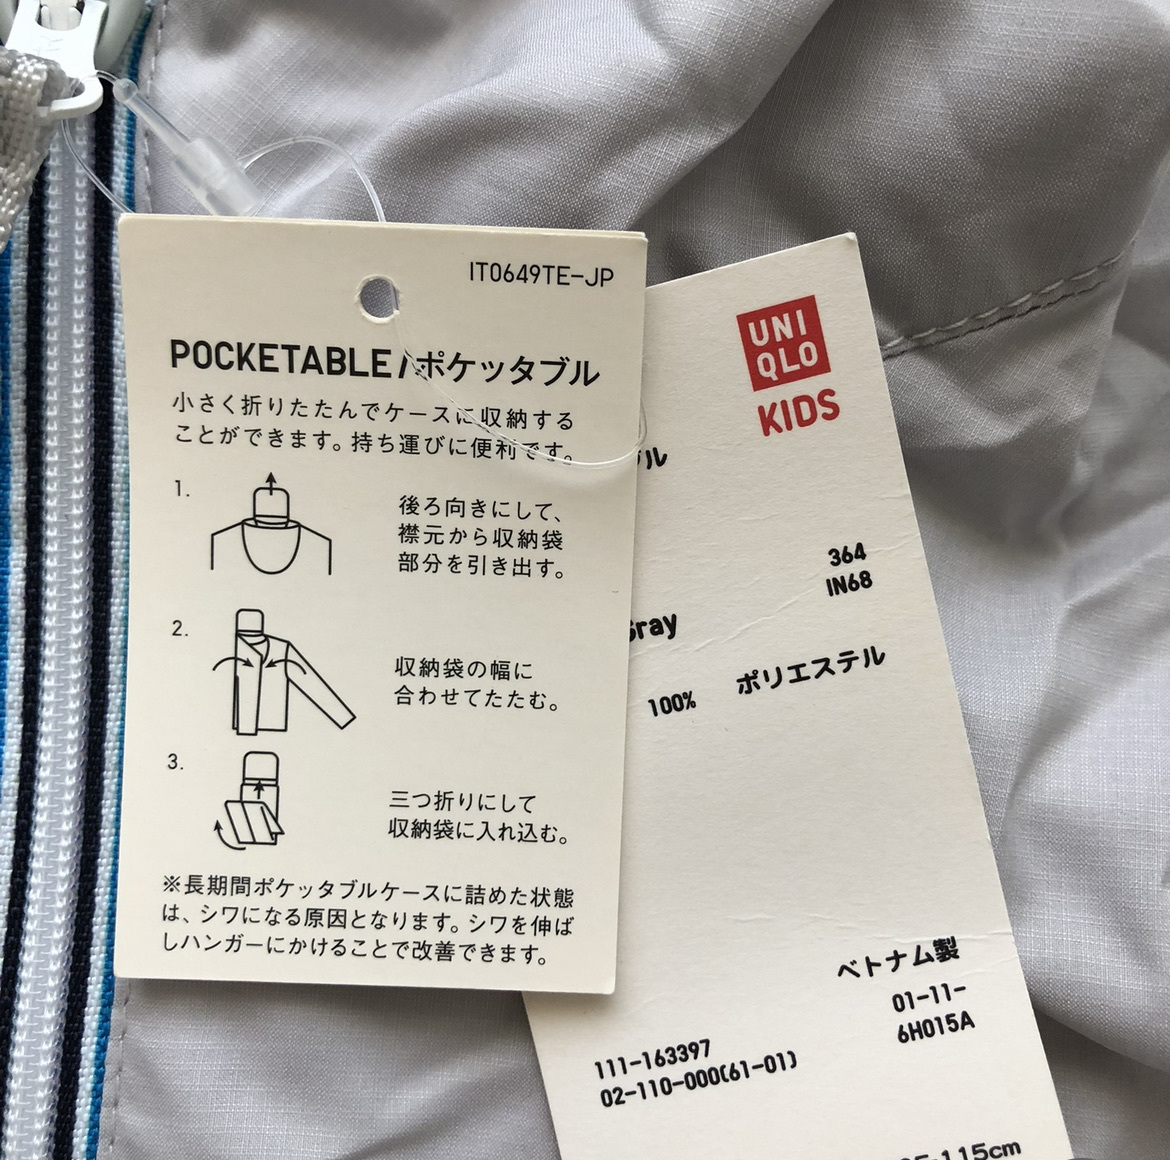 IT0649TE-JP
POCKETABLE/ポケッタブル
小さく折りたたんでケースに収納する
ことができます。持ち運びに便利です。
1.
後ろ向きにして、
襟元から収納袋
部分を引き出す。
2.
収納袋の幅に
合わせてたたむ。
3.
三つ折りにして
収納袋に入れ込む。
※長期間ポケッタブルケースに詰めた状態
は、シワになる原因となります。シワを伸ば
しハンガーにかけることで改善できます。
UNI
QLO
KIDS
ル
364
IN68
Gray
100% ポリエステル
ベトナム製
01-11-
6H015A
111-163397
02-110-000(61-01)
115cm